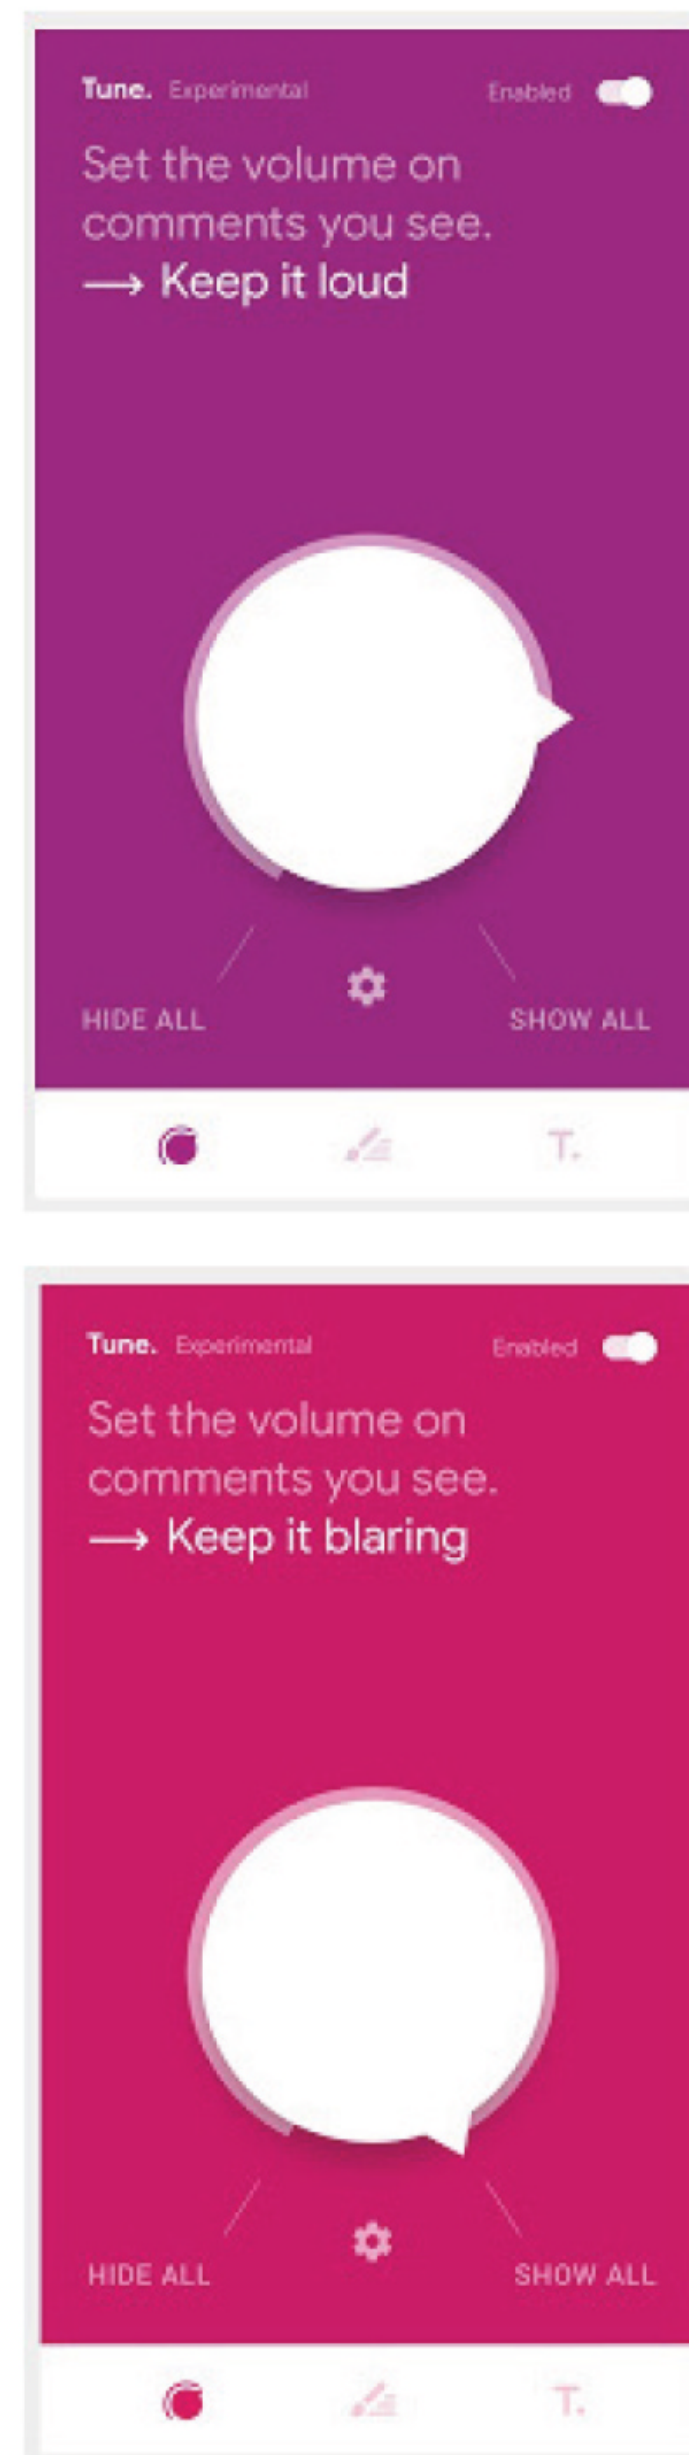 Tune. Experimental Enabled
Set the volume on
comments you see.
→ Keep it loud
HIDE ALL SHOW ALL
T.
Tune. Experimental Enabled
Set the volume on
comments you see.
→ Keep it blaring
HIDE ALL SHOW ALL
T.